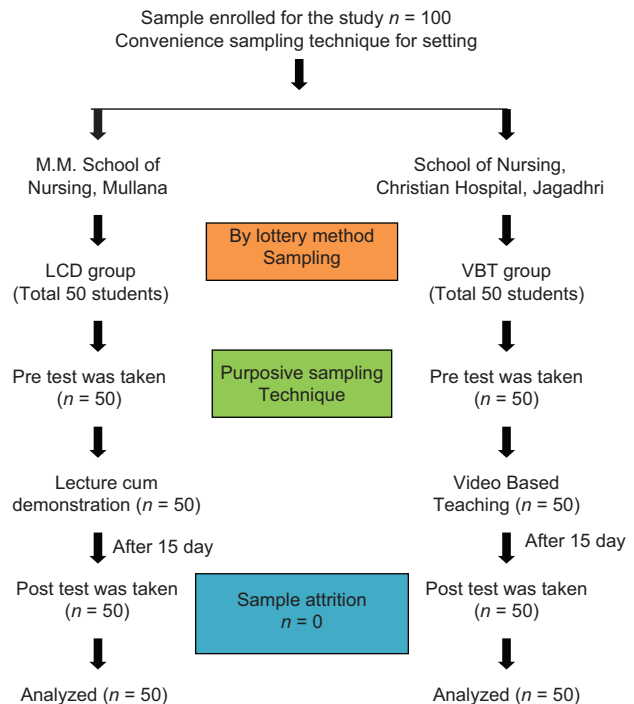 Sample enrolled for the study n = 100
Convenience sampling technique for setting
M.M. School of
Nursing, Mullana
School of Nursing,
Christian Hospital, Jagadhri
By lottery method
Sampling
LCD group
(Total 50 students)
VBT group
(Total 50 students)
Pre test was taken
(n = 50)
Purposive sampling
Technique
Pre test was taken
(n = 50)
Lecture cum
demonstration (n = 50)
Video Based
Teaching (n = 50)
After 15 day
After 15 day
Post test was taken
(n = 50)
Sample attrition
n = 0
Post test was taken
(n = 50)
Analyzed (n = 50)
Analyzed (n = 50)